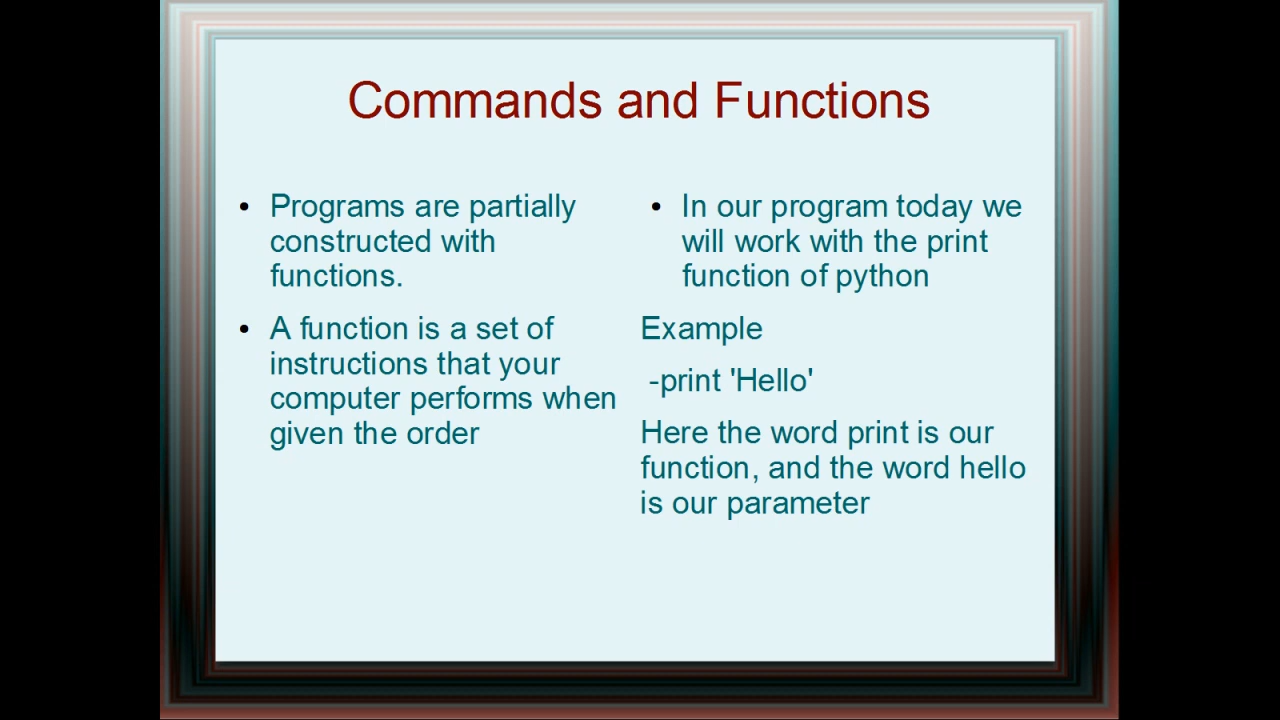 Commands and Functions
• Programs are partially
constructed with
functions.
• A function is a set of
instructions that your
computer performs when
given the order
• In our program today we
will work with the print
function of python
Example
-print 'Hello'
Here the word print is our
function, and the word hello
is our parameter